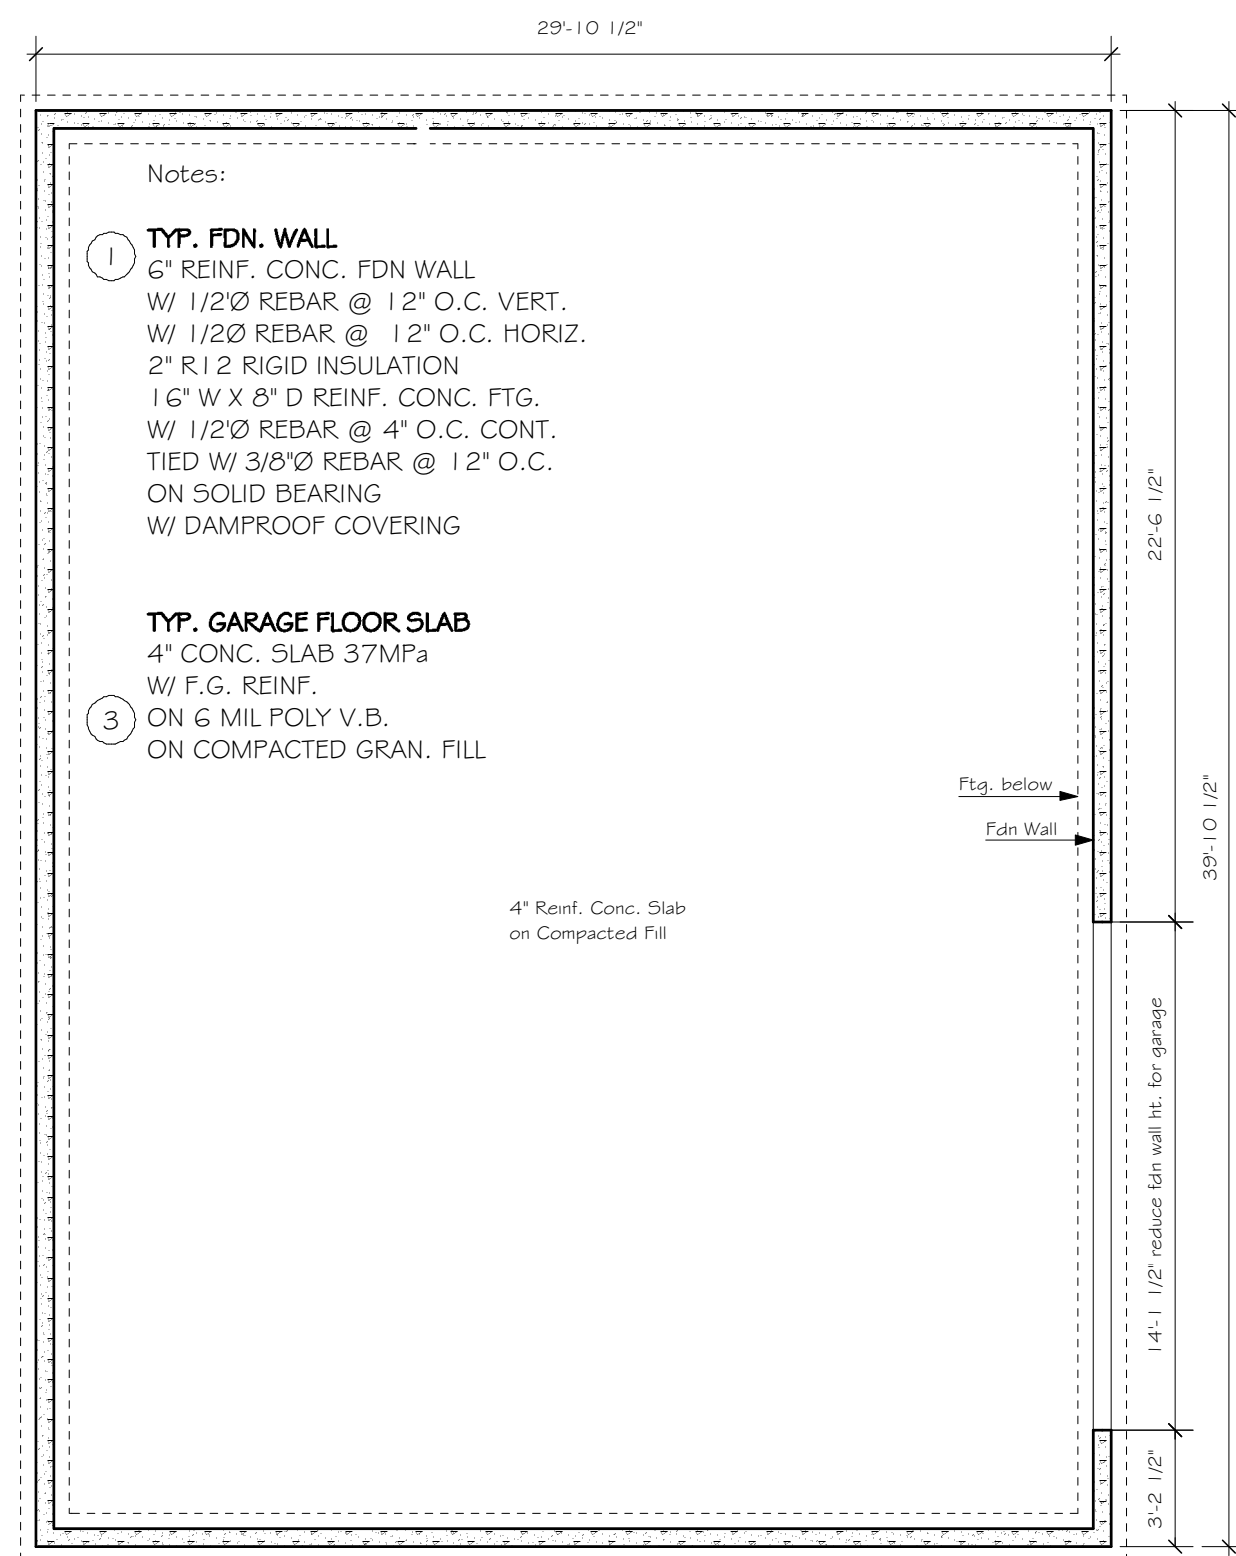 29'-10 1/2"
Notes:
1
TYP. FDN. WALL
6" REINF. CONC. FDN WALL
W/ 1/2'Ø REBAR @ 12" O.C. VERT.
W/ 1/2Ø REBAR @ 12" O.C. HORIZ.
2" R12 RIGID INSULATION
16" W X 8" D REINF. CONC. FTG.
W/ 1/2'Ø REBAR @ 4" O.C. CONT.
TIED W/ 3/8"Ø REBAR @ 12" O.C.
ON SOLID BEARING
W/ DAMPROOF COVERING
TYP. GARAGE FLOOR SLAB
4" CONC. SLAB 37MPa
W/ F.G. REINF.
3
ON 6 MIL POLY V.B.
ON COMPACTED GRAN. FILL
Ftg. below
Fdn Wall
4" Reinf. Conc. Slab
on Compacted Fill
22'-6 1/2"
39'-10 1/2"
14'-1 1/2" reduce fdn wall ht. for garage
3'-2 1/2"